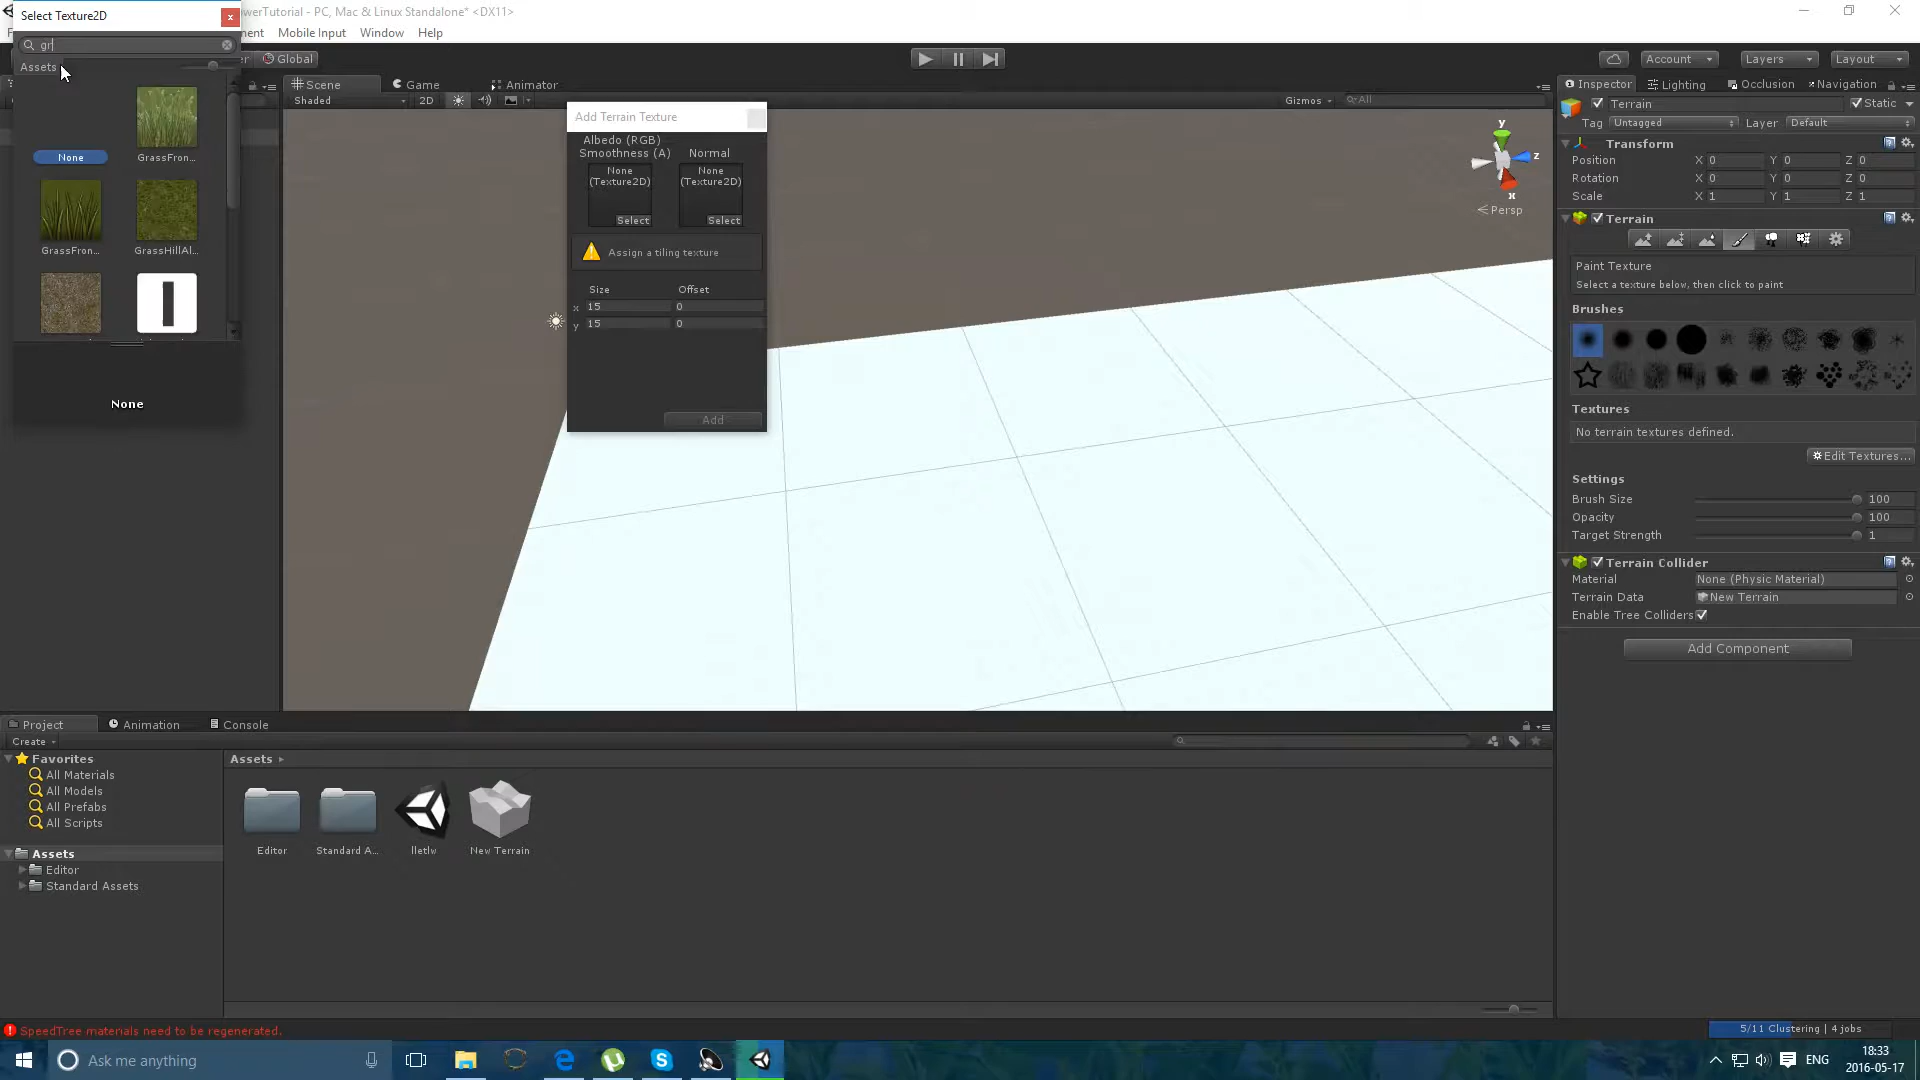 Select Texture2D
x
werTutorial - PC, Mac & Linux Standalone* <DX11>
ment
Mobile Input
Window
Help
gr
Assets
Global
Account
Layers
Layout
Scene
Game
Animator
Shaded
2D
Gizmos
All
None
GrassFron...
GrassFron...
GrassHillAl...
None
Add Terrain Texture
Albedo (RGB)
Smoothness (A)
Normal
None
(Texture2D)
None
(Texture2D)
Select
Select
Assign a tiling texture
Size
Offset
x 15 0
y 15 0
Add
y
z
x
Persp
Inspector
Lighting
Occlusion
Navigation
Terrain
Static
Tag Untagged
Layer Default
Transform
Position X 0 Y 0 Z 0
Rotation X 0 Y 0 Z 0
Scale X 1 Y 1 Z 1
Terrain
Paint Texture
Select a texture below, then click to paint
Brushes
Textures
No terrain textures defined.
Edit Textures...
Settings
Brush Size 100
Opacity 100
Target Strength 1
Terrain Collider
Material None (Physic Material)
Terrain Data New Terrain
Enable Tree Colliders
Add Component
Project
Animation
Console
Create
Favorites
All Materials
All Models
All Prefabs
All Scripts
Assets
Editor
Standard Assets
Assets
Editor
Standard A...
lletlw
New Terrain
SpeedTree materials need to be regenerated.
5/11 Clustering | 4 jobs
Ask me anything
ENG
18:33
2016-05-17